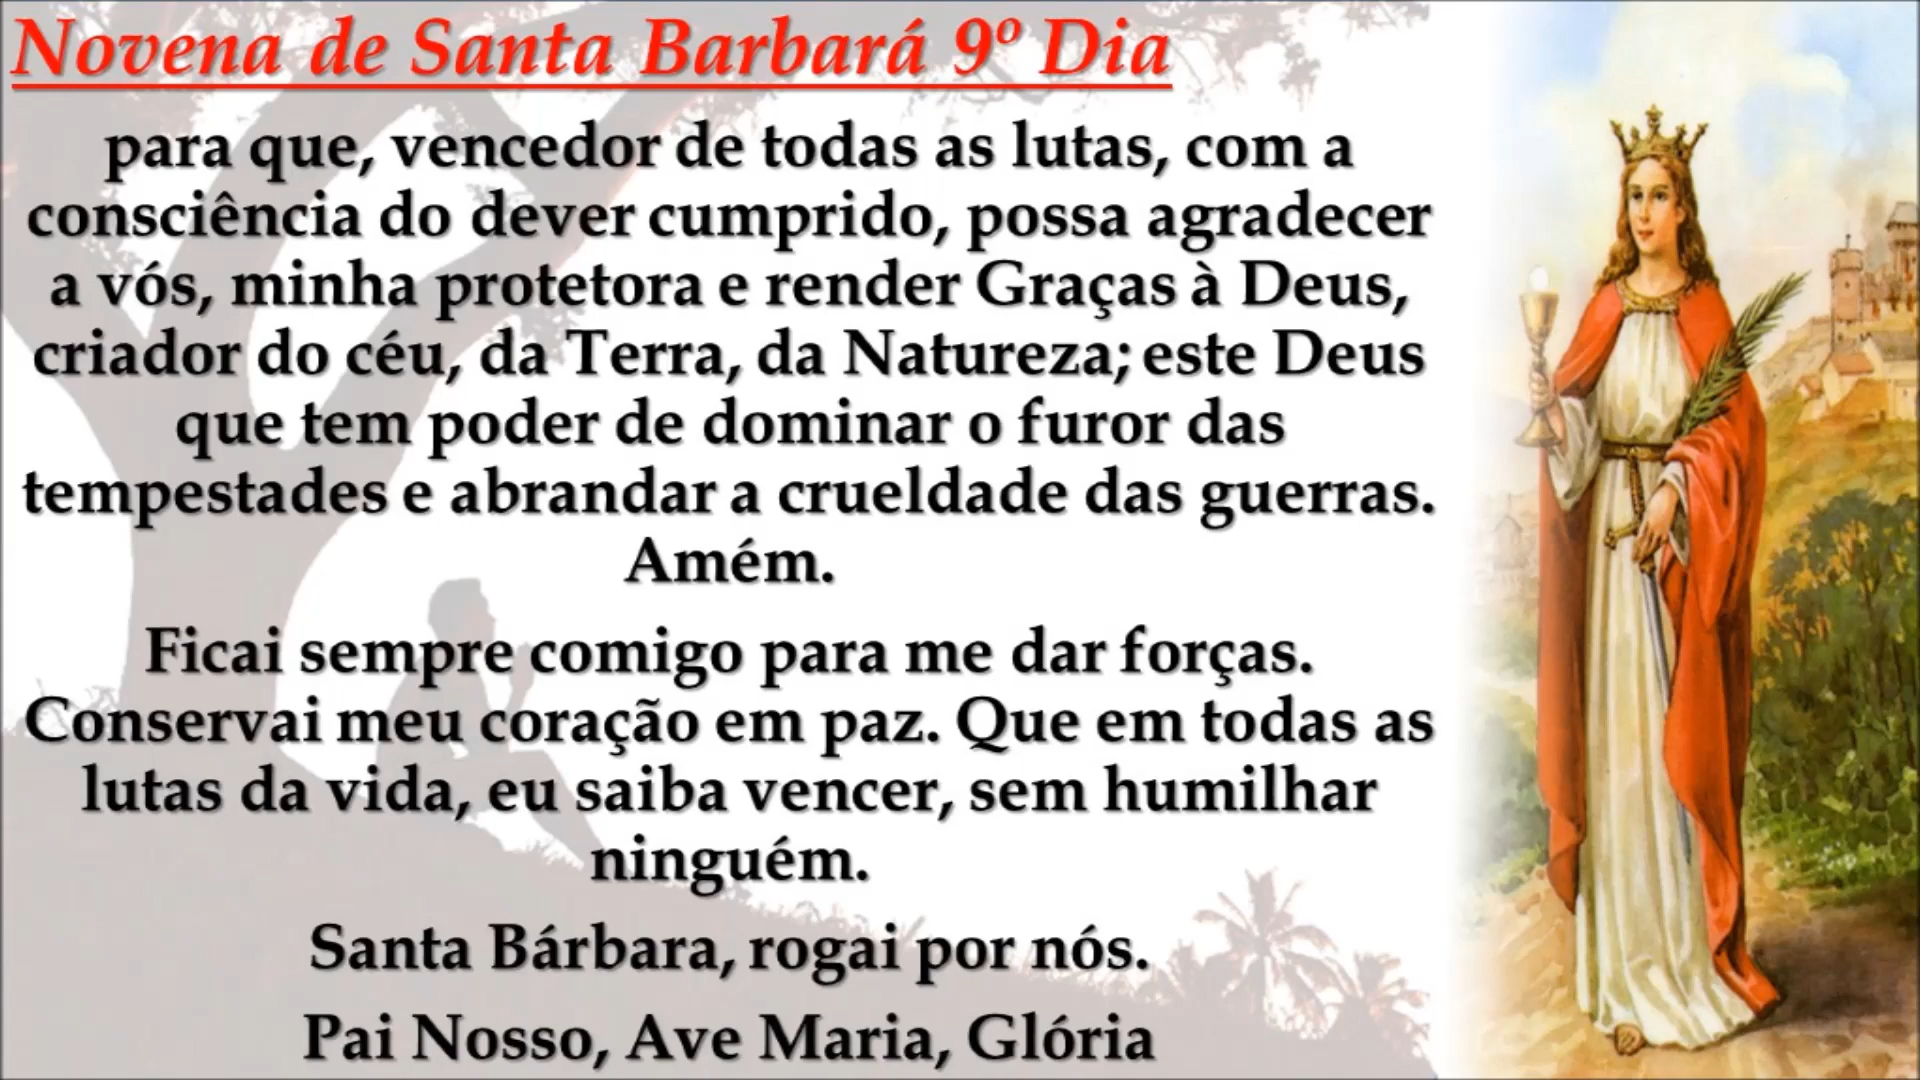 Novena de Santa Barbará 9º Dia
para que, vencedor de todas as lutas, com a
consciência do dever cumprido, possa agradecer
a vós, minha protetora e render Graças à Deus,
criador do céu, da Terra, da Natureza; este Deus
que tem poder de dominar o furor das
tempestades e abrandar a crueldade das guerras.
Amém.
Ficai sempre comigo para me dar forças.
Conservai meu coração em paz. Que em todas as
lutas da vida, eu saiba vencer, sem humilhar
ninguém.
Santa Bárbara, rogai por nós.
Pai Nosso, Ave Maria, Glória